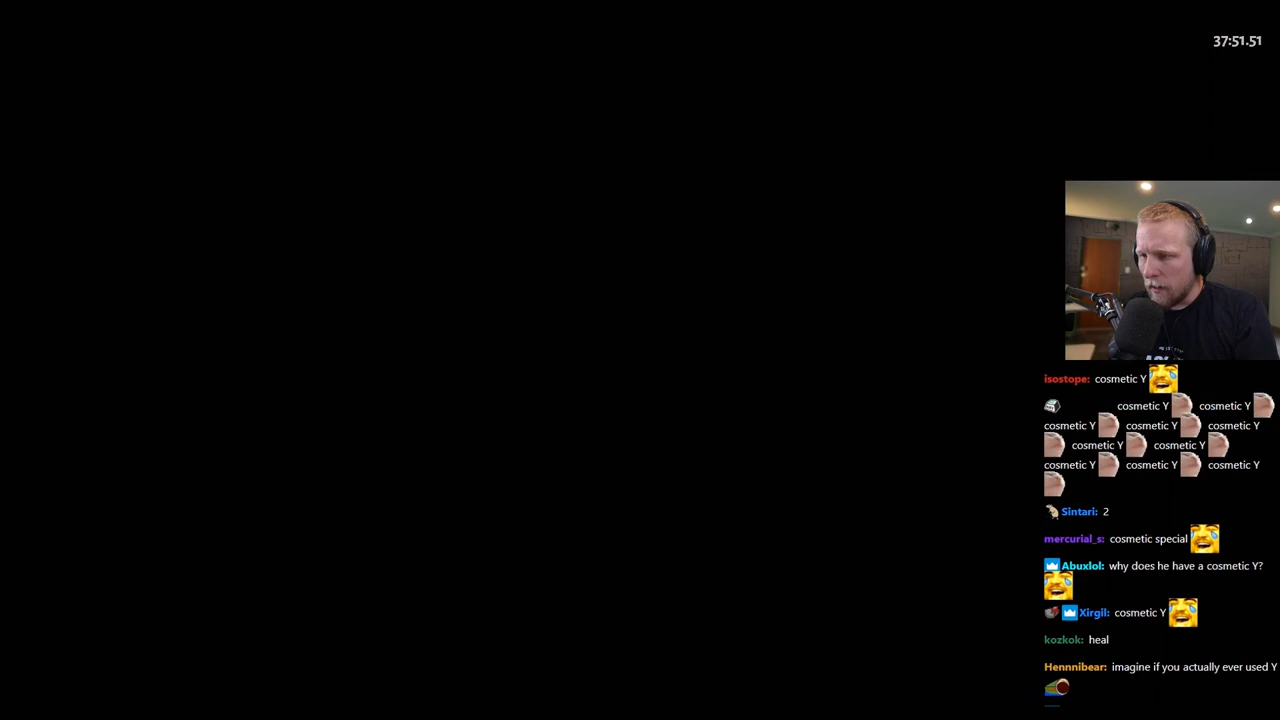 37:51.51
isostope: cosmetic Y
cosmetic Y cosmetic Y
cosmetic Y cosmetic Y cosmetic Y
cosmetic Y cosmetic Y
cosmetic Y cosmetic Y cosmetic Y
Sintari: 2
mercurial_s: cosmetic special
Abuxlol: why does he have a cosmetic Y?
Xirgil: cosmetic Y
kozkok: heal
Hennnibear: imagine if you actually ever used Y